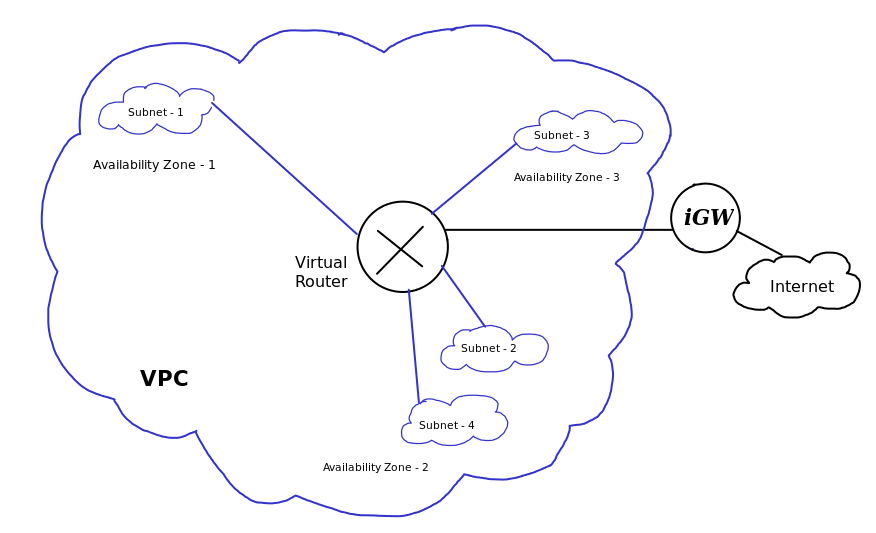 Subnet - 1
Availability Zone - 1
Subnet - 3
Availability Zone - 3
iGW
Internet
Virtual
Router
Subnet - 2
VPC
Subnet - 4
Availability Zone - 2